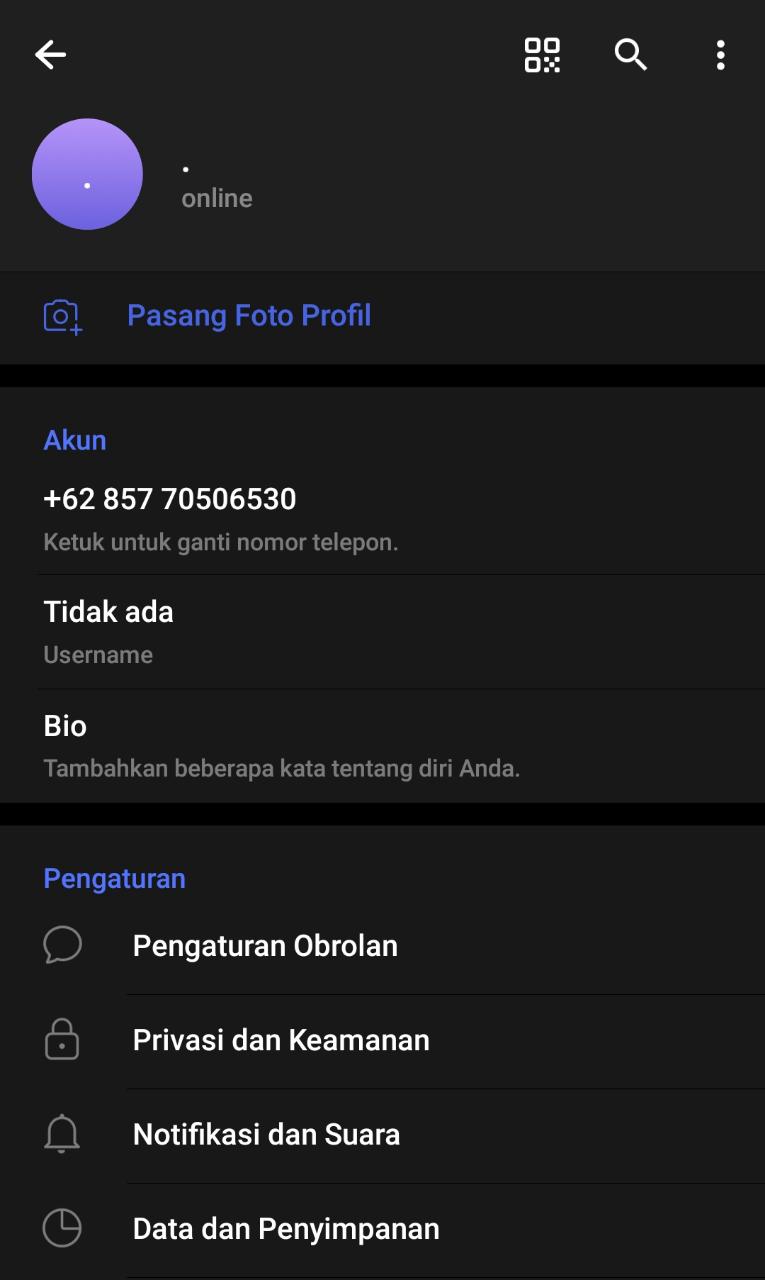 .
.
online
Pasang Foto Profil
Akun
+62 857 70506530
Ketuk untuk ganti nomor telepon.
Tidak ada
Username
Bio
Tambahkan beberapa kata tentang diri Anda.
Pengaturan
Pengaturan Obrolan
Privasi dan Keamanan
Notifikasi dan Suara
Data dan Penyimpanan